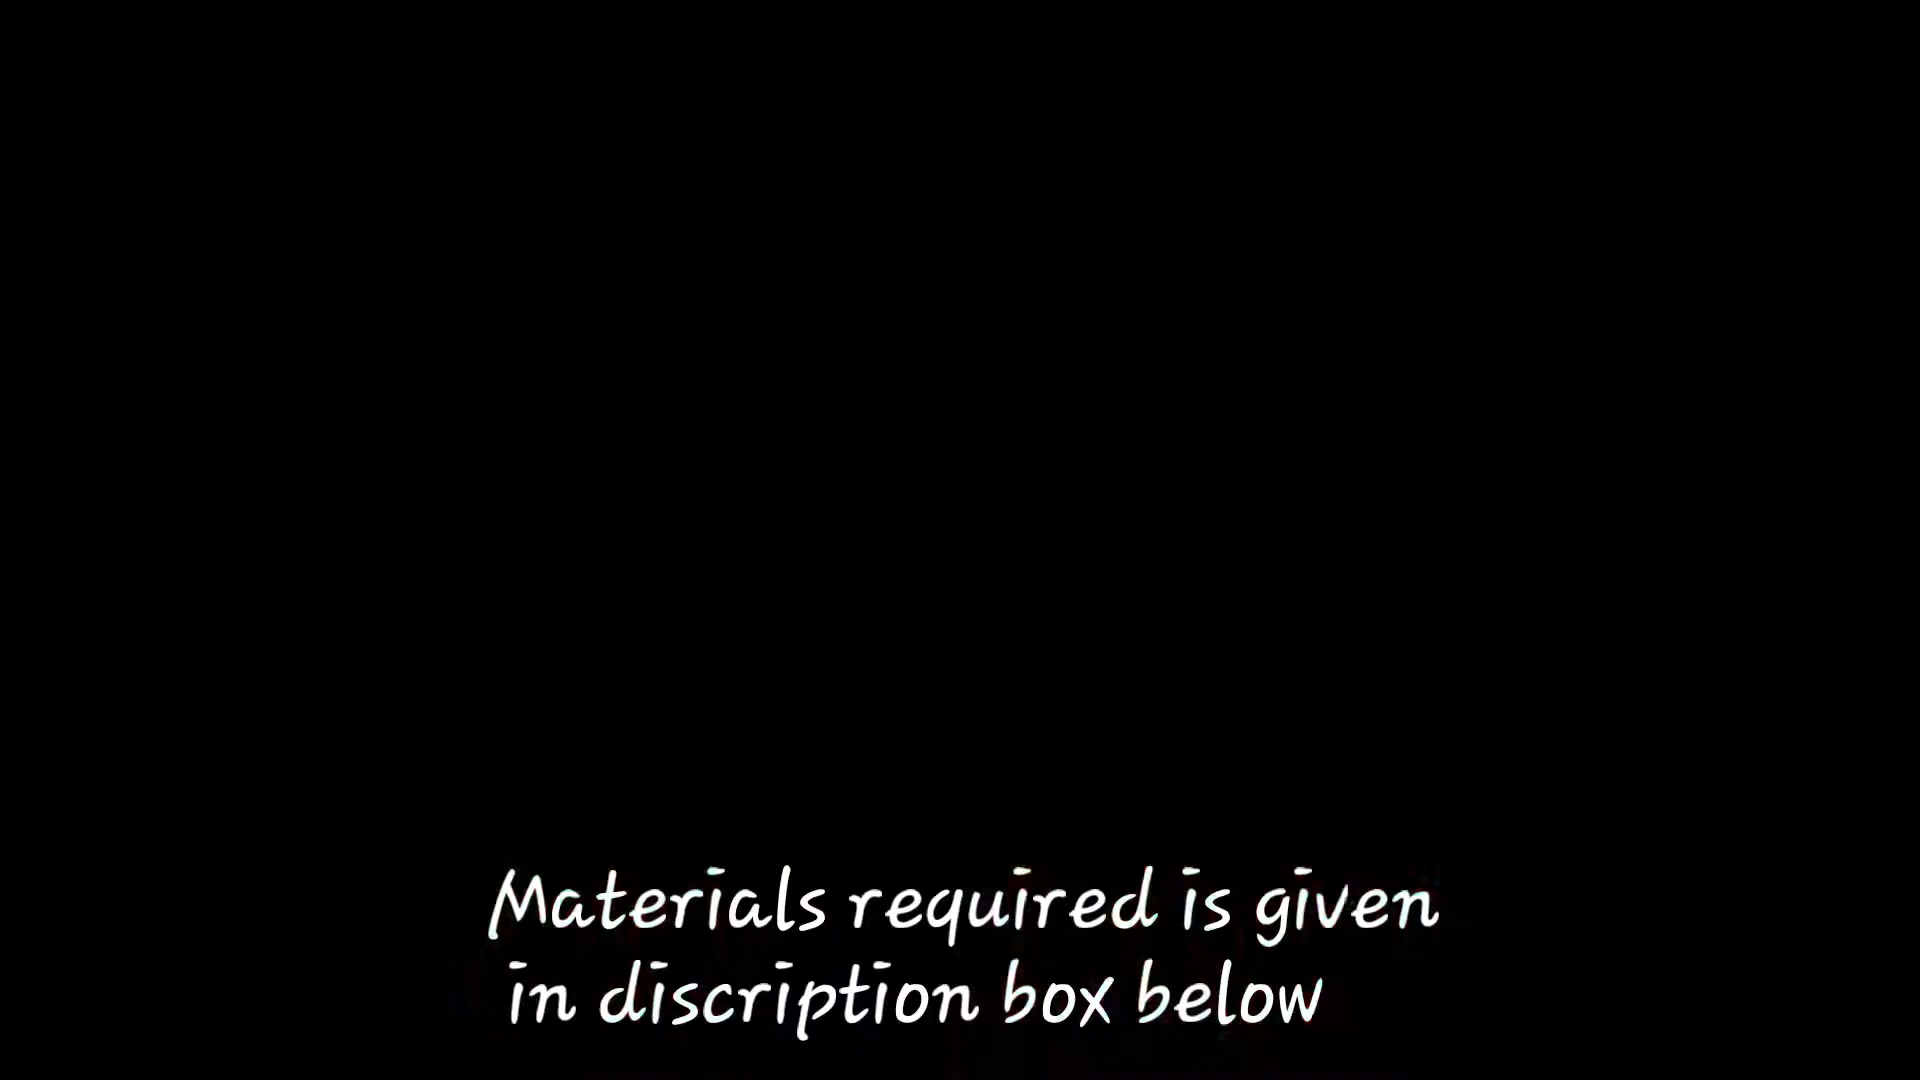 Materials required is given
in discription box below